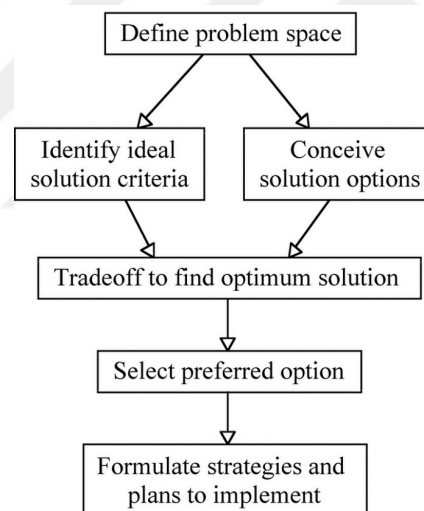 Define problem space
Identify ideal
solution criteria
Conceive
solution options
Tradeoff to find optimum solution
Select preferred option
Formulate strategies and
plans to implement